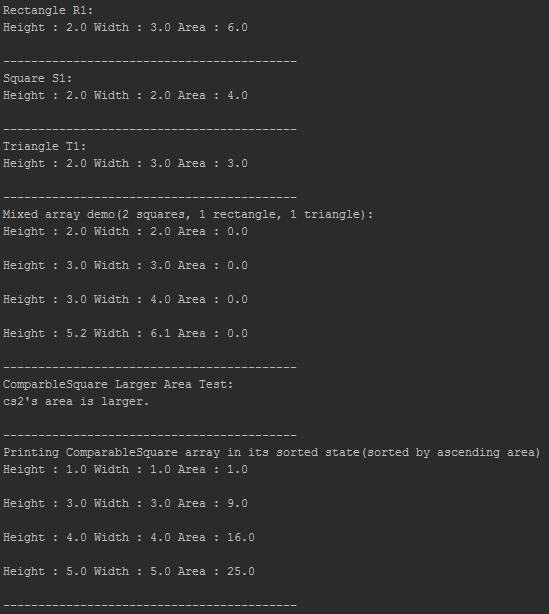 Rectangle R1:
Height : 2.0 Width : 3.0 Area : 6.0
------------------------------------------
Square S1:
Height : 2.0 Width : 2.0 Area : 4.0
------------------------------------------
Triangle T1:
Height : 2.0 Width : 3.0 Area : 3.0
------------------------------------------
Mixed array demo(2 squares, 1 rectangle, 1 triangle):
Height : 2.0 Width : 2.0 Area : 0.0
Height : 3.0 Width : 3.0 Area : 0.0
Height : 3.0 Width : 4.0 Area : 0.0
Height : 5.2 Width : 6.1 Area : 0.0
------------------------------------------
ComparbleSquare Larger Area Test:
cs2's area is larger.
------------------------------------------
Printing ComparableSquare array in its sorted state(sorted by ascending area)
Height : 1.0 Width : 1.0 Area : 1.0
Height : 3.0 Width : 3.0 Area : 9.0
Height : 4.0 Width : 4.0 Area : 16.0
Height : 5.0 Width : 5.0 Area : 25.0
------------------------------------------